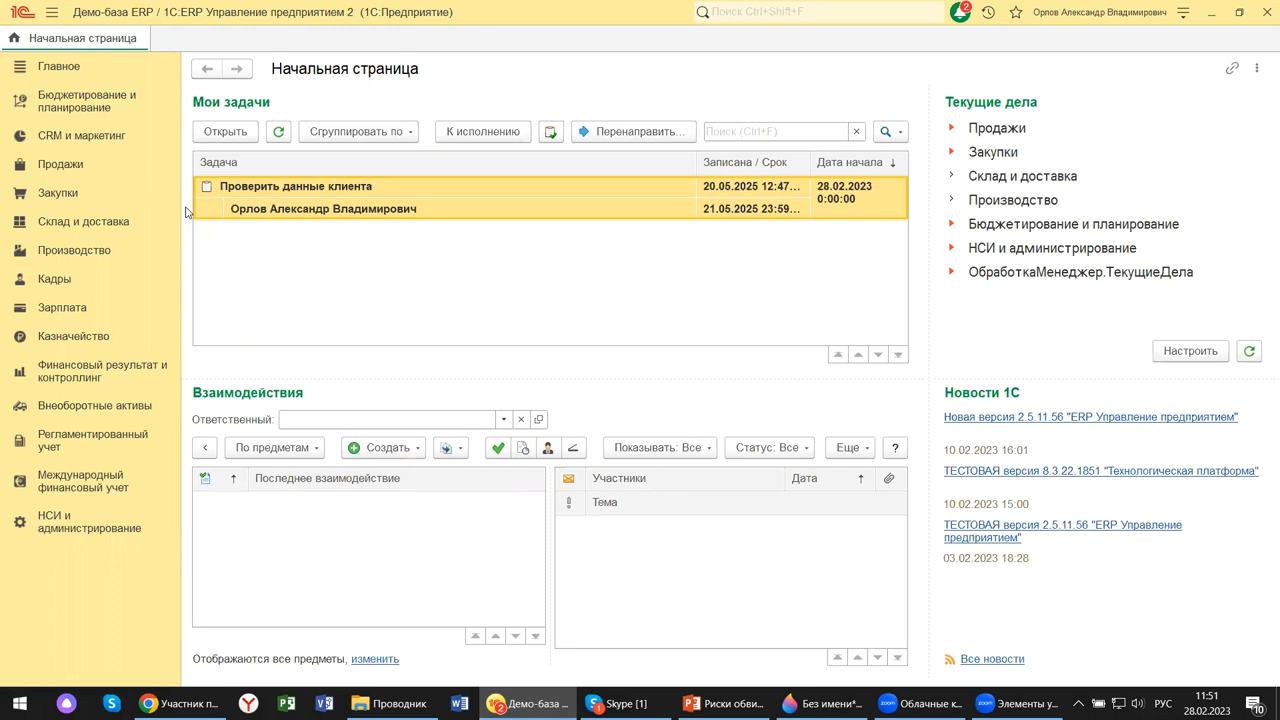 Демо-база ERP / 1С:ERP Управление предприятием 2 (1С:Предприятие)
Поиск Ctrl+Shift+F
2
Орлов Александр Владимирович
Начальная страница
Главное
Бюджетирование и
планирование
CRM и маркетинг
Продажи
Закупки
Склад и доставка
Производство
Кадры
Зарплата
Казначейство
Финансовый результат и
контроллинг
Внеоборотные активы
Регламентированный
учет
Международный
финансовый учет
НСИ и
администрирование
Начальная страница
Мои задачи
Открыть
Сгруппировать по
К исполнению
Перенаправить...
Поиск (Ctrl+F)
Задача
Записана / Срок
Дата начала
Проверить данные клиента
20.05.2025 12:47...
28.02.2023
0:00:00
Орлов Александр Владимирович
21.05.2025 23:59...
Взаимодействия
Ответственный:
По предметам
Создать
Показывать: Все
Статус: Все
Еще
?
Последнее взаимодействие
Участники
Дата
Тема
Отображаются все предметы, изменить
Текущие дела
Продажи
Закупки
Склад и доставка
Производство
Бюджетирование и планирование
НСИ и администрирование
ОбработкаМенеджер.ТекущиеДела
Настроить
Новости 1С
Новая версия 2.5.11.56 "ERP Управление предприятием"
10.02.2023 16:01
ТЕСТОВАЯ версия 8.3.22.1851 "Технологическая платформа"
10.02.2023 15:00
ТЕСТОВАЯ версия 2.5.11.56 "ERP Управление
предприятием"
03.02.2023 18:28
Все новости
Участник п...
Проводник
Демо-база ...
Skype [1]
Риски обви...
Без имени*...
Облачные к...
Элементы у...
РУС
11:51
28.02.2023
10